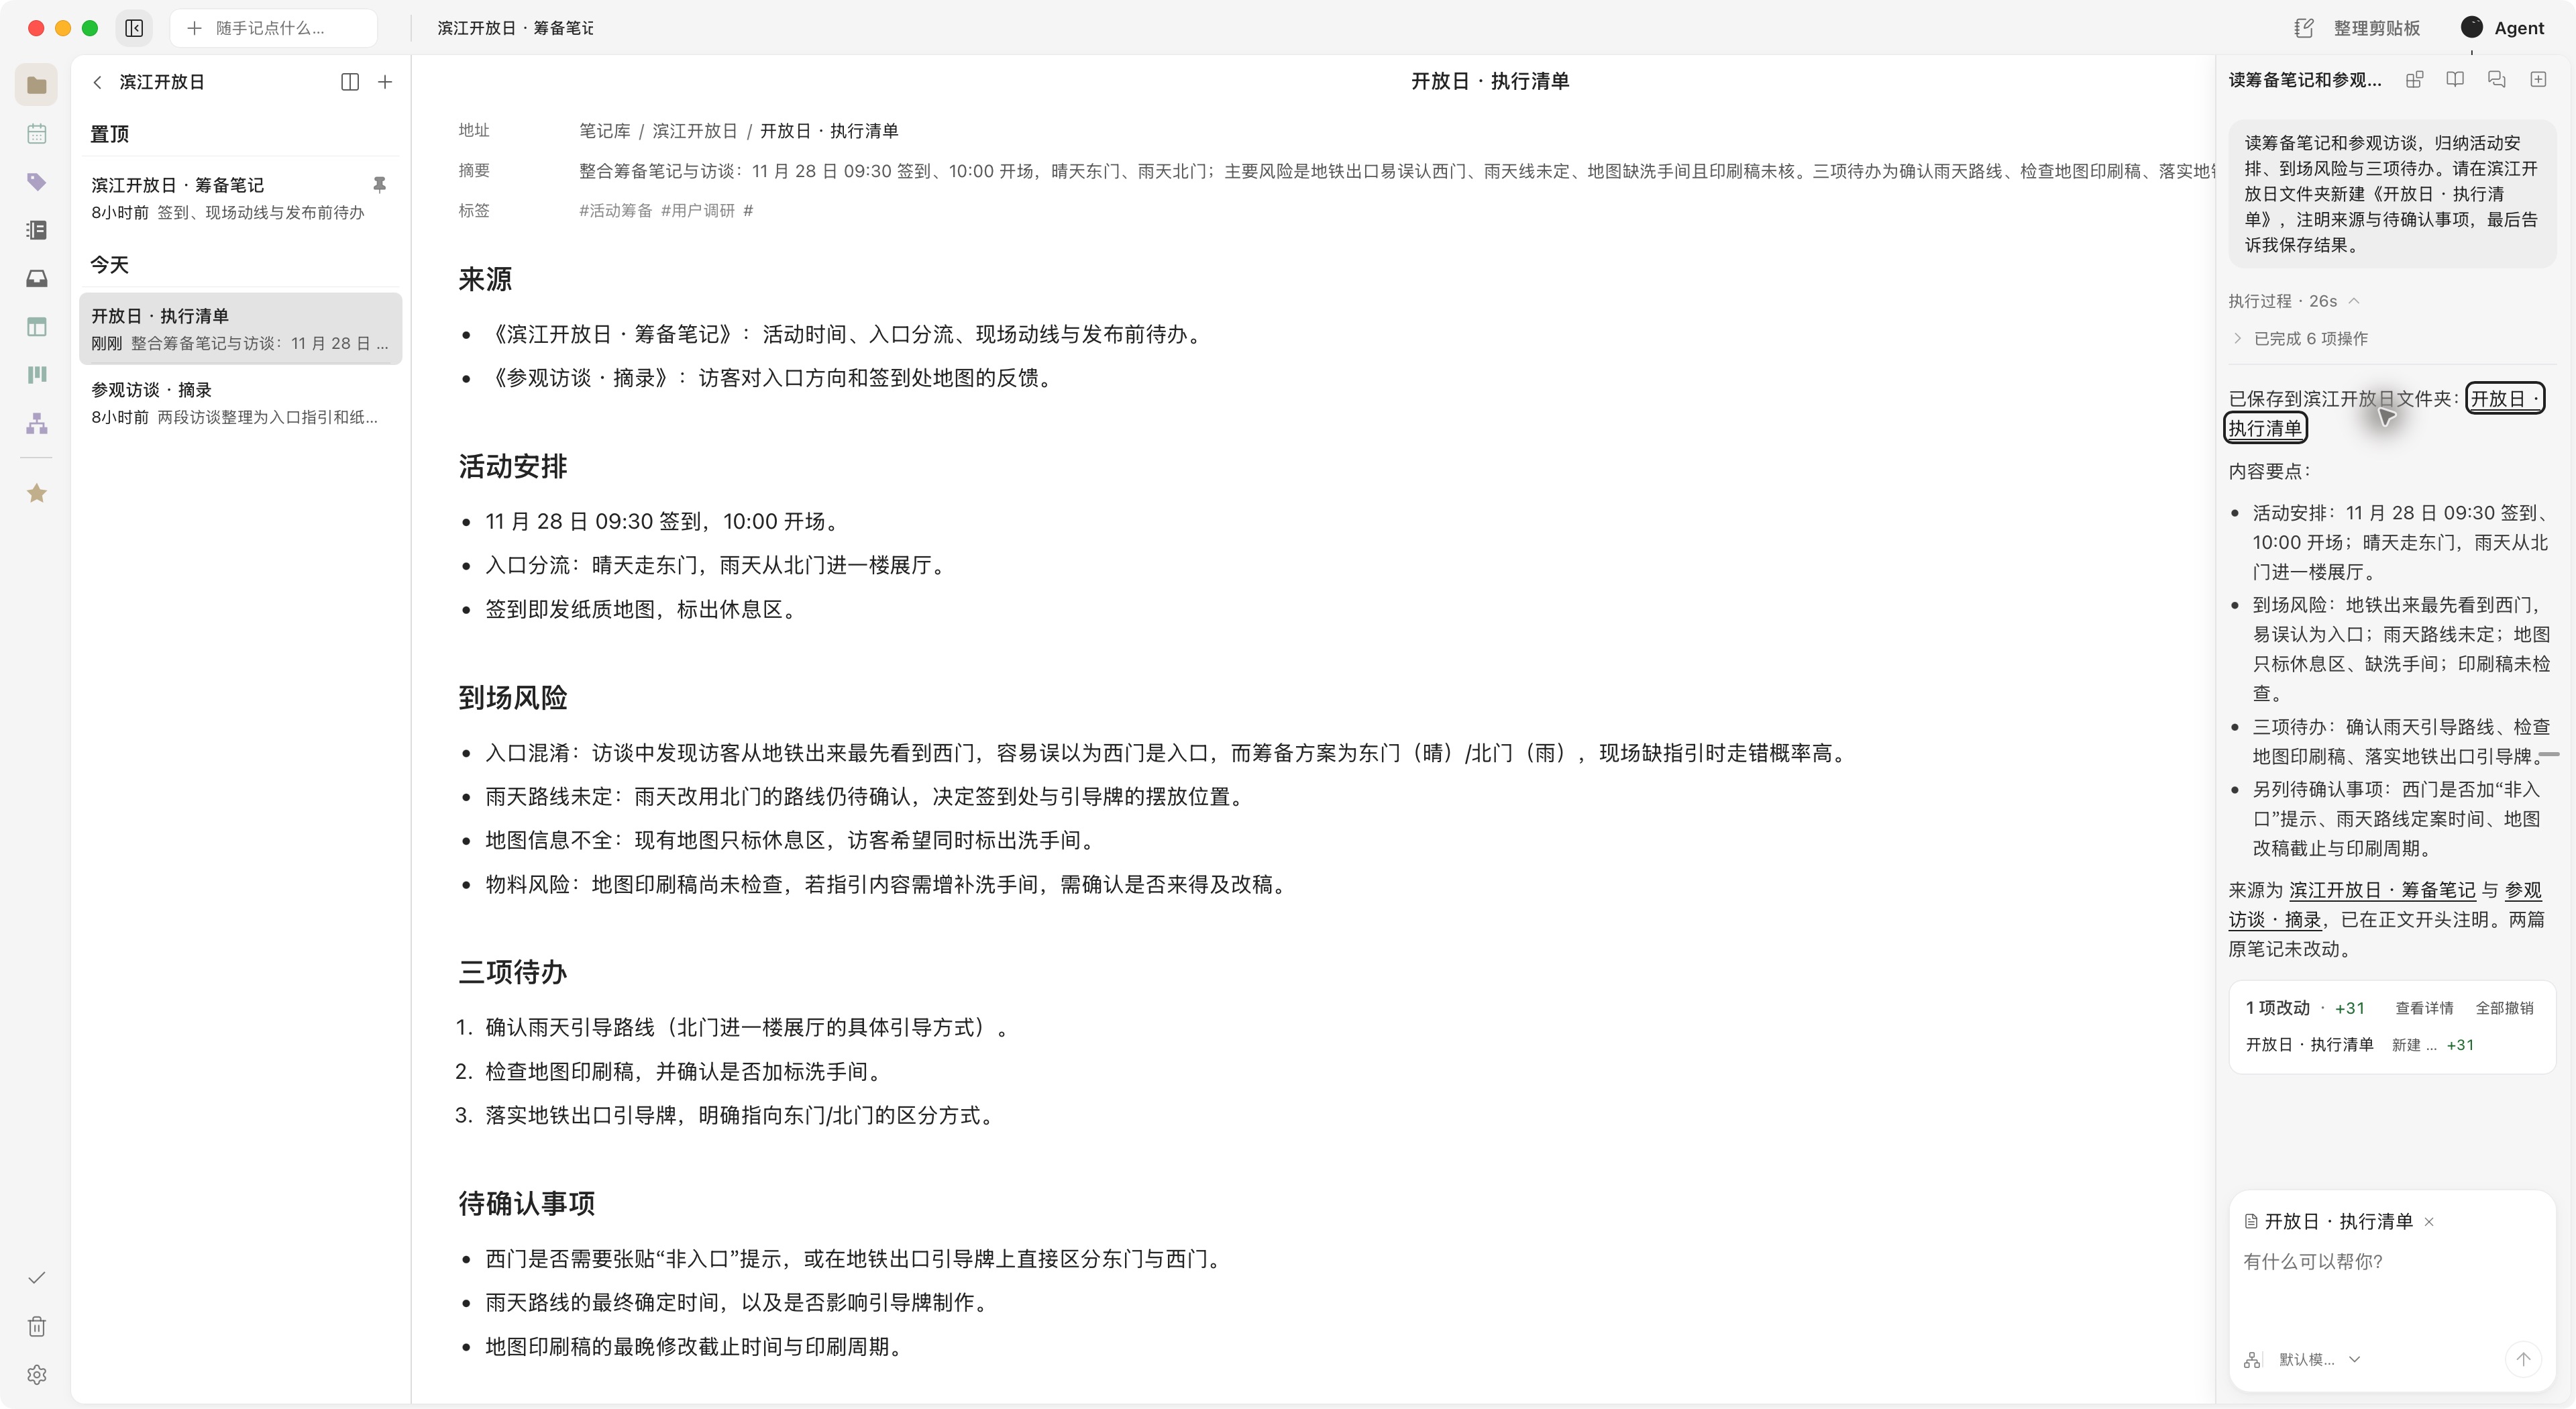 随手记点什么...
滨江开放日 · 筹备笔记
整理剪贴板
Agent
滨江开放日
置顶
滨江开放日 · 筹备笔记
8小时前 签到、现场动线与发布前待办
今天
开放日 · 执行清单
刚刚 整合筹备笔记与访谈：11 月 28 日 ...
参观访谈 · 摘录
8小时前 两段访谈整理为入口指引和纸...
开放日 · 执行清单
地址 笔记库 / 滨江开放日 / 开放日 · 执行清单
摘要 整合筹备笔记与访谈：11 月 28 日 09:30 签到、10:00 开场，晴天东门、雨天北门；主要风险是地铁出口易误认西门、雨天线未定、地图缺洗手间且印刷稿未核。三项待办为确认雨天路线、检查地图印刷稿、落实地
标签 #活动筹备 #用户调研 #
来源
• 《滨江开放日 · 筹备笔记》：活动时间、入口分流、现场动线与发布前待办。
• 《参观访谈 · 摘录》：访客对入口方向和签到处地图的反馈。
活动安排
• 11 月 28 日 09:30 签到，10:00 开场。
• 入口分流：晴天走东门，雨天从北门进一楼展厅。
• 签到即发纸质地图，标出休息区。
到场风险
• 入口混淆：访谈中发现访客从地铁出来最先看到西门，容易误以为西门是入口，而筹备方案为东门（晴）/北门（雨），现场缺指引时走错概率高。
• 雨天路线未定：雨天改用北门的路线仍待确认，决定签到处与引导牌的摆放位置。
• 地图信息不全：现有地图只标休息区，访客希望同时标出洗手间。
• 物料风险：地图印刷稿尚未检查，若指引内容需增补洗手间，需确认是否来得及改稿。
三项待办
1. 确认雨天引导路线（北门进一楼展厅的具体引导方式）。
2. 检查地图印刷稿，并确认是否加标洗手间。
3. 落实地铁出口引导牌，明确指向东门/北门的区分方式。
待确认事项
• 西门是否需要张贴“非入口”提示，或在地铁出口引导牌上直接区分东门与西门。
• 雨天路线的最终确定时间，以及是否影响引导牌制作。
• 地图印刷稿的最晚修改截止时间与印刷周期。
读筹备笔记和参观...
读筹备笔记和参观访谈，归纳活动安
排、到场风险与三项待办。请在滨江开
放日文件夹新建《开放日 · 执行清
单》，注明来源与待确认事项，最后告
诉我保存结果。
执行过程 · 26s
已完成 6 项操作
已保存到滨江开放日文件夹：开放日 ·
执行清单
内容要点：
• 活动安排：11 月 28 日 09:30 签到、
10:00 开场；晴天走东门，雨天从北
门进一楼展厅。
• 到场风险：地铁出来最先看到西门，
易误认为入口；雨天路线未定；地图
只标休息区、缺洗手间；印刷稿未检
查。
• 三项待办：确认雨天引导路线、检查
地图印刷稿、落实地铁出口引导牌。
• 另列待确认事项：西门是否加“非入
口”提示、雨天路线定案时间、地图
改稿截止与印刷周期。
来源为 滨江开放日 · 筹备笔记 与 参观
访谈 · 摘录，已在正文开头注明。两篇
原笔记未改动。
1 项改动 · +31 查看详情 全部撤销
开放日 · 执行清单 新建 ... +31
开放日 · 执行清单 ×
有什么可以帮你?
默认模...